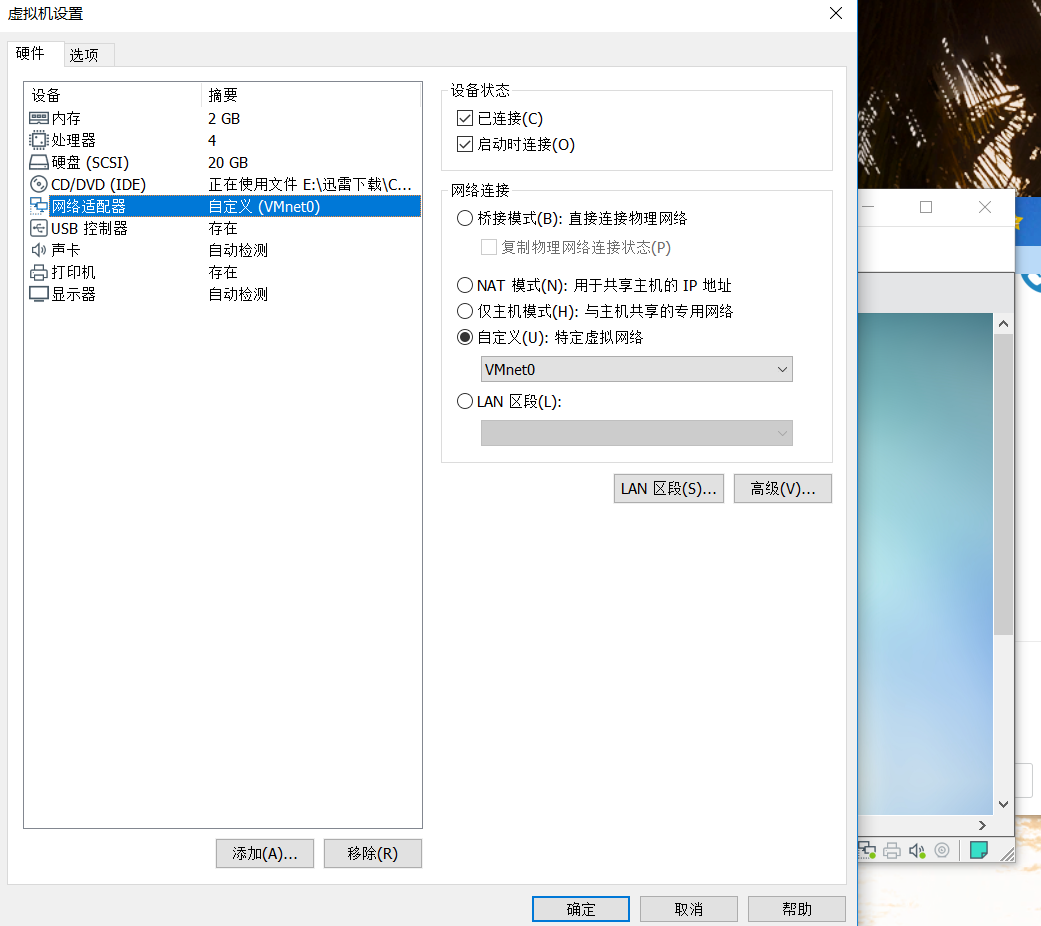 虚拟机设置
硬件 选项
设备 摘要
内存 2 GB
处理器 4
硬盘 (SCSI) 20 GB
CD/DVD (IDE) 正在使用文件 E:\迅雷下载\C...
网络适配器 自定义 (VMnet0)
USB 控制器 存在
声卡 自动检测
打印机 存在
显示器 自动检测
添加(A)... 移除(R)
设备状态
已连接(C)
启动时连接(O)
网络连接
桥接模式(B): 直接连接物理网络
复制物理网络连接状态(P)
NAT 模式(N): 用于共享主机的 IP 地址
仅主机模式(H): 与主机共享的专用网络
自定义(U): 特定虚拟网络
VMnet0
LAN 区段(L):
LAN 区段(S)... 高级(V)...
确定 取消 帮助